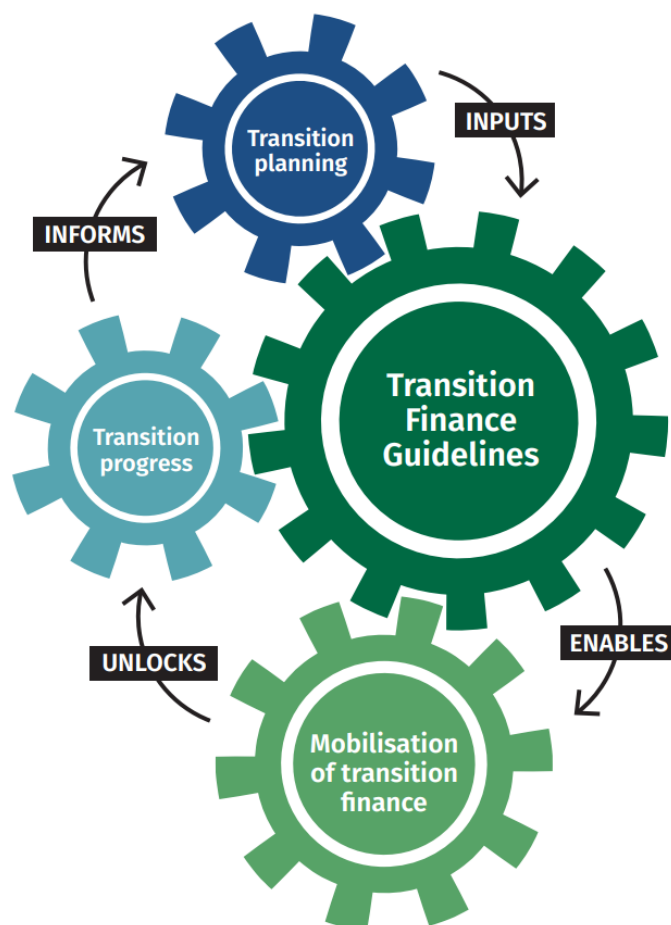 Transition
planning
INPUTS
INFORMS
Transition
Finance
Guidelines
Transition
progress
ENABLES
UNLOCKS
Mobilisation
of transition
finance